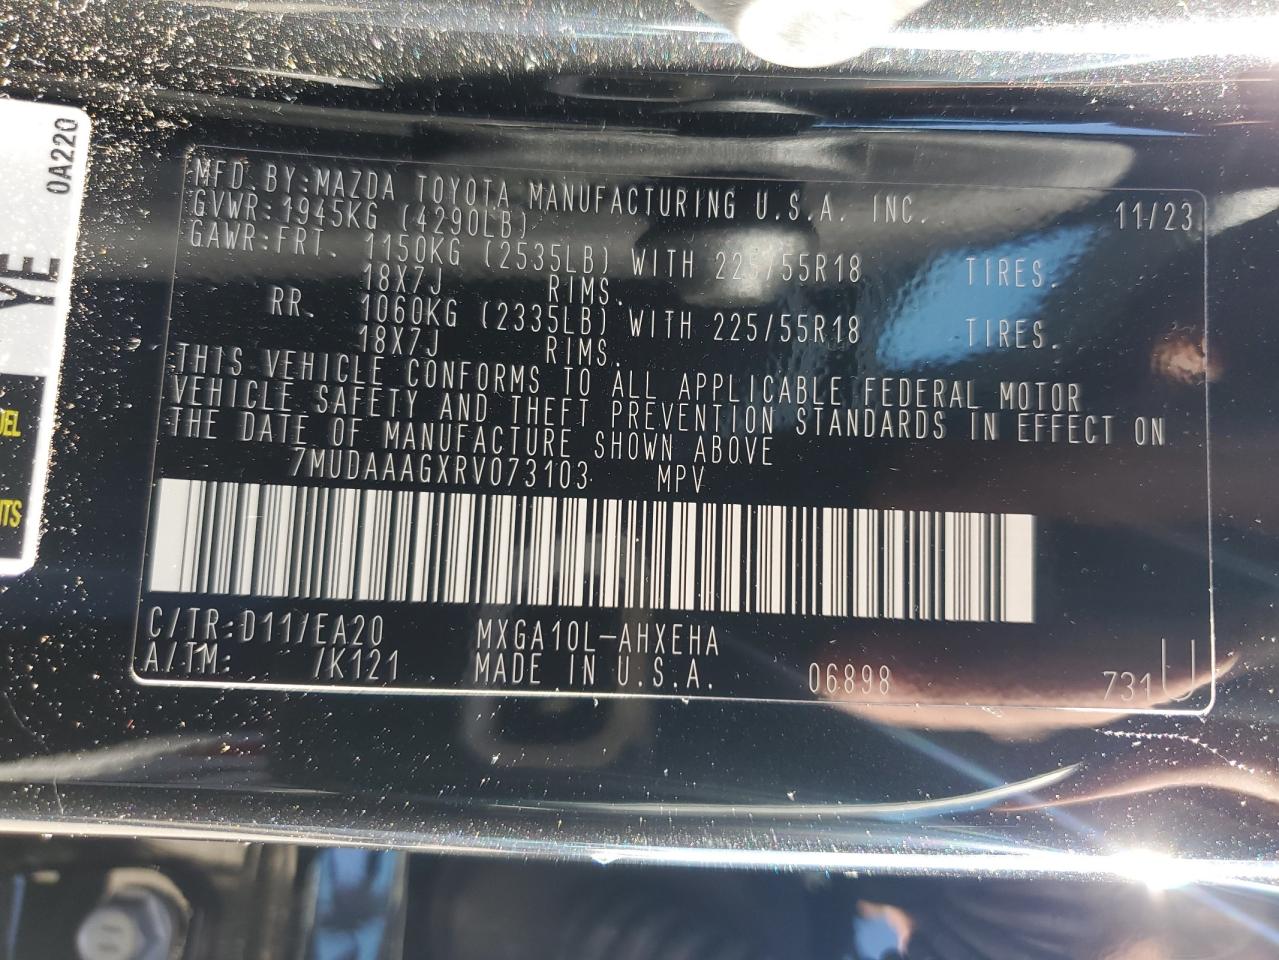 0A220
YE
MFD.BY:MAZDA TOYOTA MANUFACTURING U.S.A. INC. 11/23
GVWR:1945KG (4290LB)
GAWR:FRT. 1150KG (2535LB) WITH 225/55R18 TIRES.
18X7J RIMS.
RR. 1060KG (2335LB) WITH 225/55R18 TIRES.
18X7J RIMS.
THIS VEHICLE CONFORMS TO ALL APPLICABLE FEDERAL MOTOR
VEHICLE SAFETY AND THEFT PREVENTION STANDARDS IN EFFECT ON
THE DATE OF MANUFACTURE SHOWN ABOVE
7MUDAAAGXRV073103 MPV
C/TR:D11/EA20 MXGA10L-AHXEHA
A/TM: /K121 MADE IN U.S.A. 06898 731U